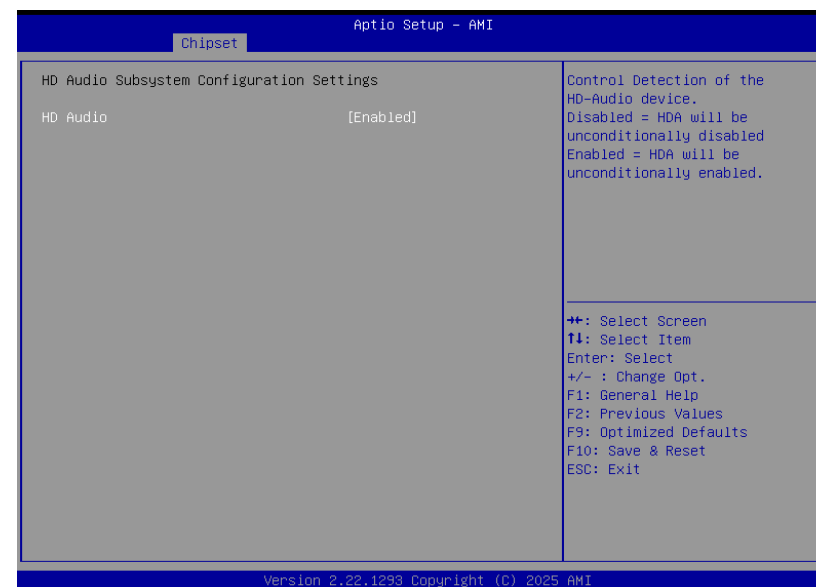 Aptio Setup – AMI
Chipset
HD Audio Subsystem Configuration Settings
HD Audio [Enabled]
Control Detection of the
HD-Audio device.
Disabled = HDA will be
unconditionally disabled
Enabled = HDA will be
unconditionally enabled.
→←: Select Screen
↑↓: Select Item
Enter: Select
+/- : Change Opt.
F1: General Help
F2: Previous Values
F9: Optimized Defaults
F10: Save & Reset
ESC: Exit
Version 2.22.1293 Copyright (C) 2025 AMI